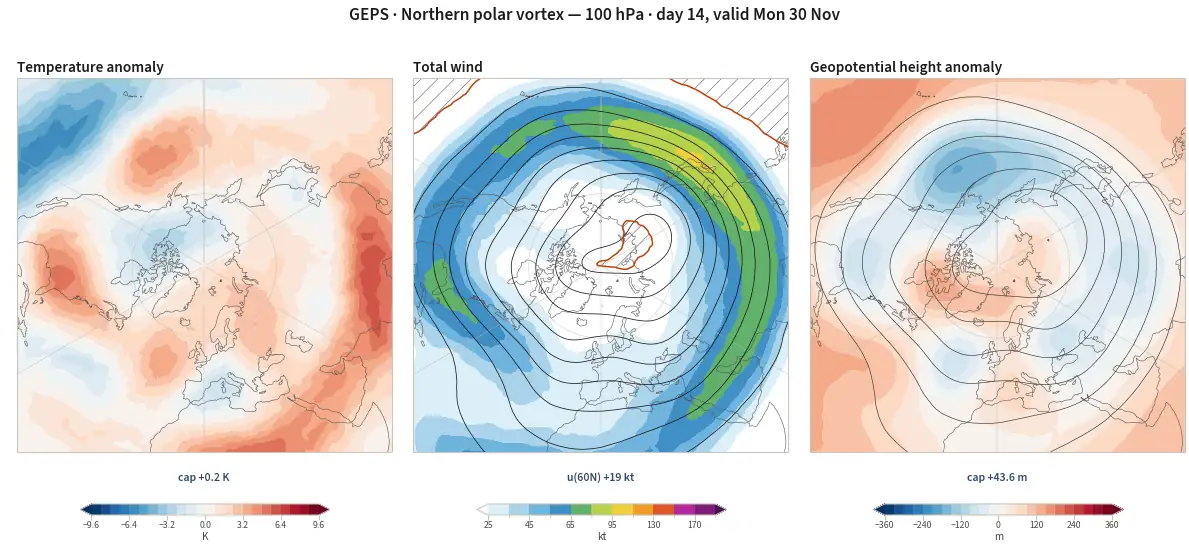 GEPS · Northern polar vortex — 100 hPa · day 14, valid Mon 30 Nov
Temperature anomaly
Total wind
Geopotential height anomaly
cap +0.2 K
u(60N) +19 kt
cap +43.6 m
−9.6 −6.4 −3.2 0.0 3.2 6.4 9.6
K
25 45 65 95 130 170
kt
−360 −240 −120 0 120 240 360
m